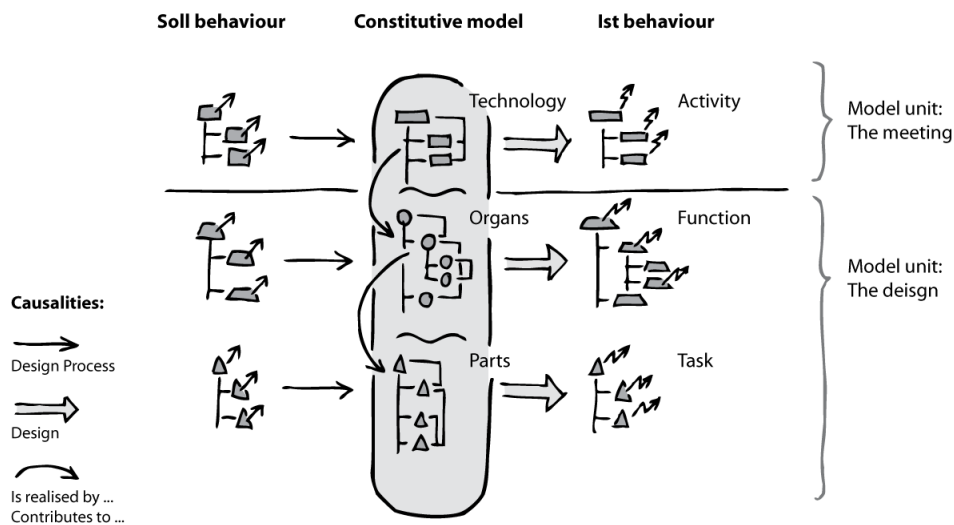 Soll behaviour
Constitutive model
Ist behaviour
Technology
Activity
Model unit:
The meeting
Organs
Function
Model unit:
The deisgn
Causalities:
Design Process
Parts
Task
Design
Is realised by ...
Contributes to ...